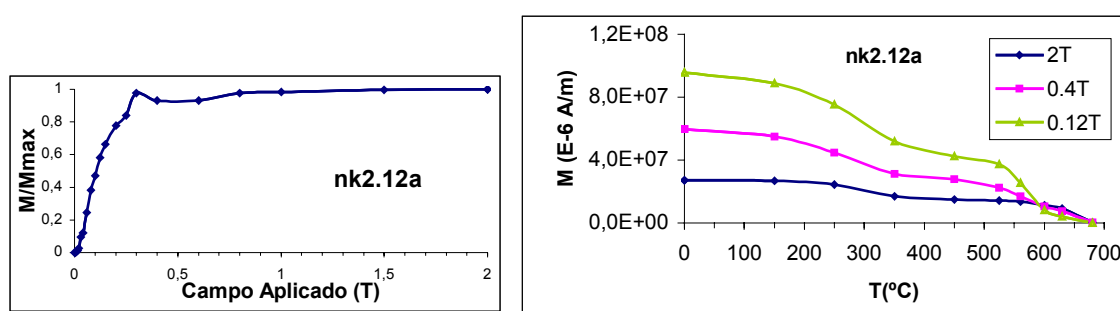 M/Mmax
1
0,8
0,6
0,4
0,2
0
nk2.12a
0 0,5 1 1,5 2
Campo Aplicado (T)
M (E-6 A/m)
1,2E+08
8,0E+07
4,0E+07
0,0E+00
nk2.12a
2T
0.4T
0.12T
0 100 200 300 400 500 600 700
T(ºC)